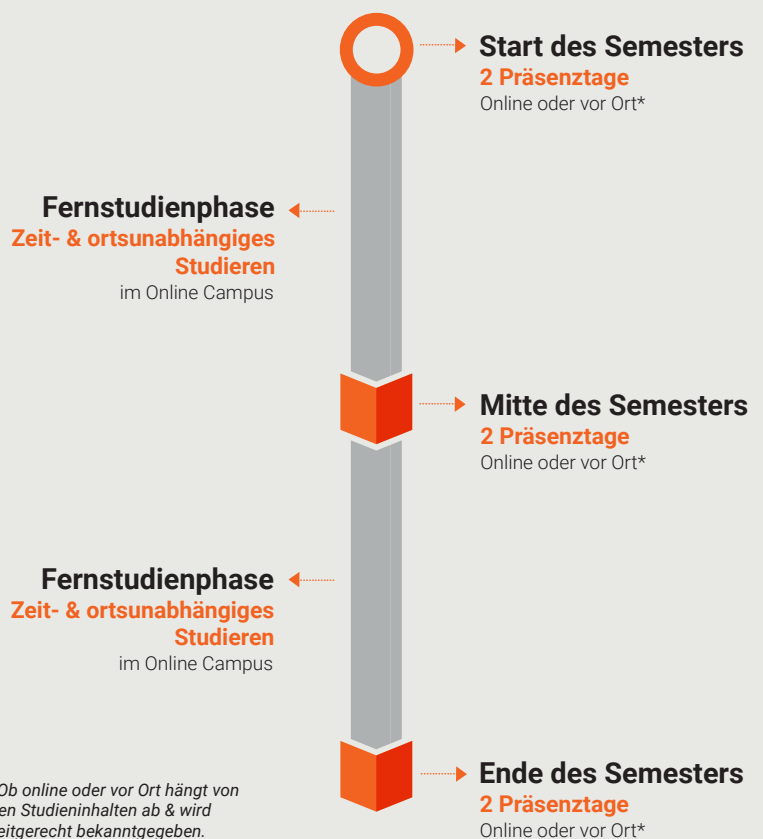 Start des Semesters
2 Präsenztage
Online oder vor Ort*
Fernstudienphase
Zeit- & ortsunabhängiges
Studieren
im Online Campus
Mitte des Semesters
2 Präsenztage
Online oder vor Ort*
Fernstudienphase
Zeit- & ortsunabhängiges
Studieren
im Online Campus
Ob online oder vor Ort hängt von
en Studieninhalten ab & wird
eitgerecht bekanntgegeben.
Ende des Semesters
2 Präsenztage
Online oder vor Ort*